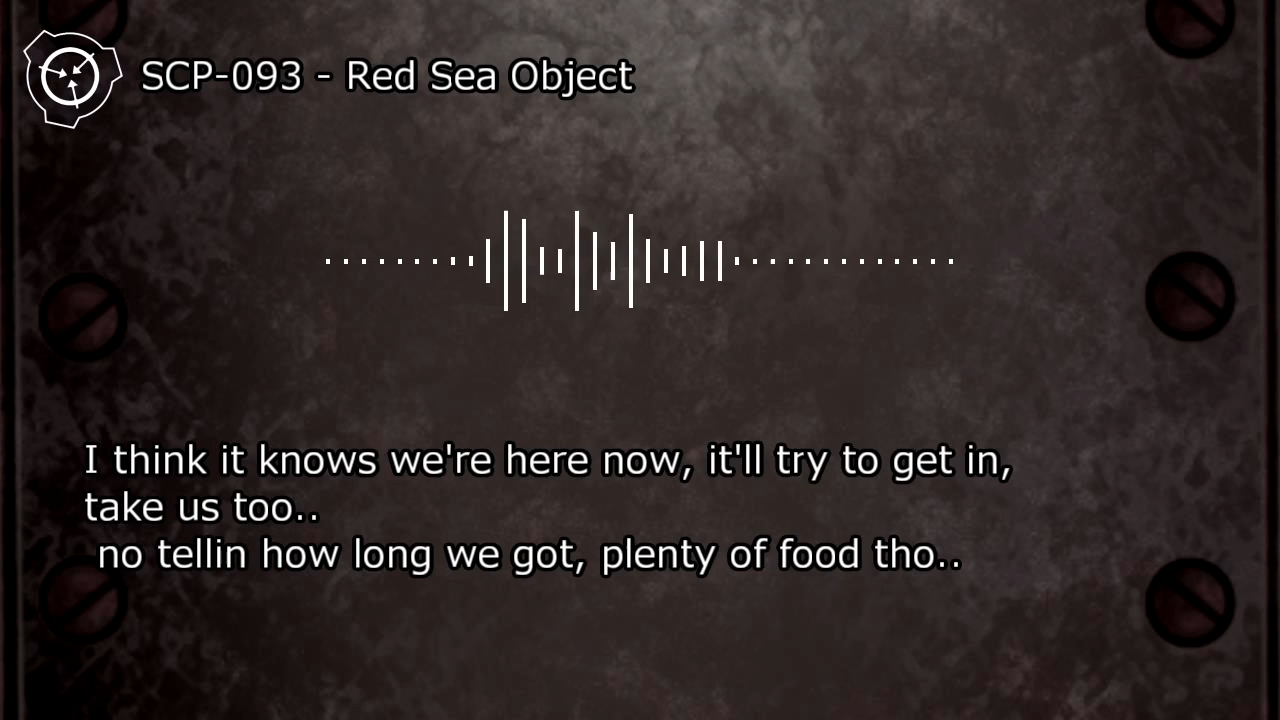 SCP-093 - Red Sea Object
I think it knows we're here now, it'll try to get in,
take us too..
no tellin how long we got, plenty of food tho..